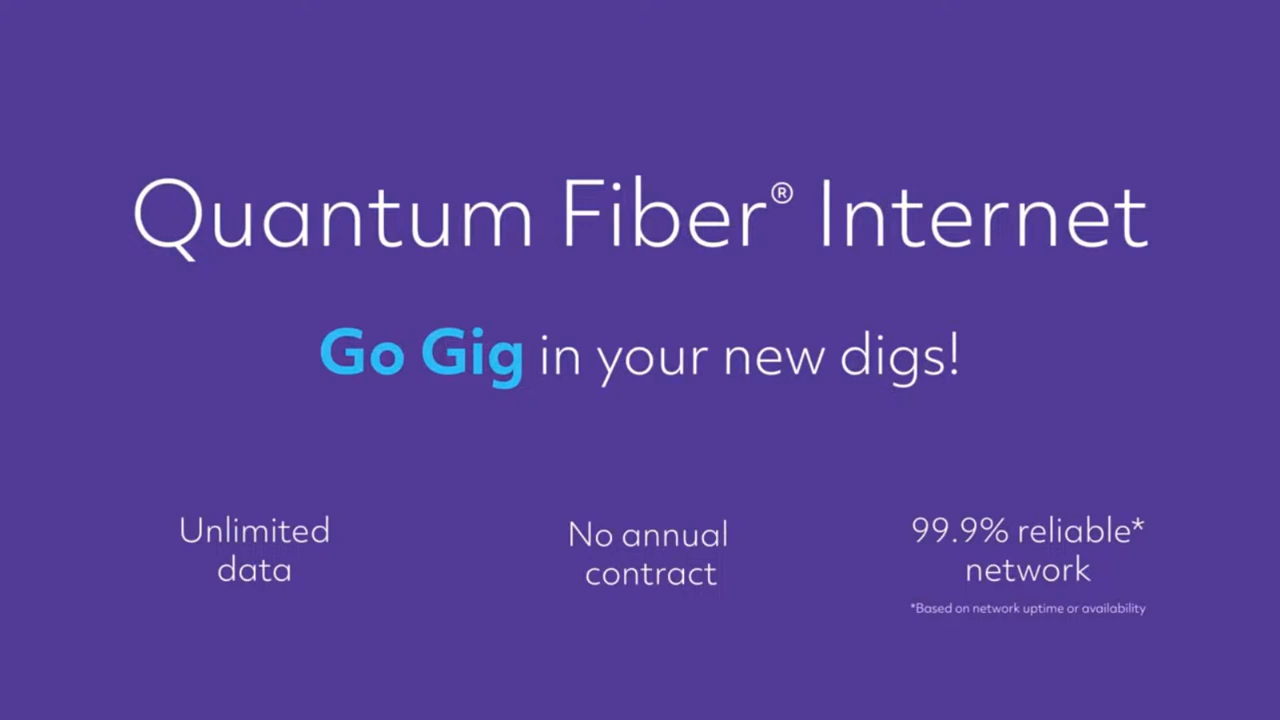 Quantum Fiber® Internet
Go Gig in your new digs!
Unlimited
data
No annual
contract
99.9% reliable*
network
*Based on network uptime or availability